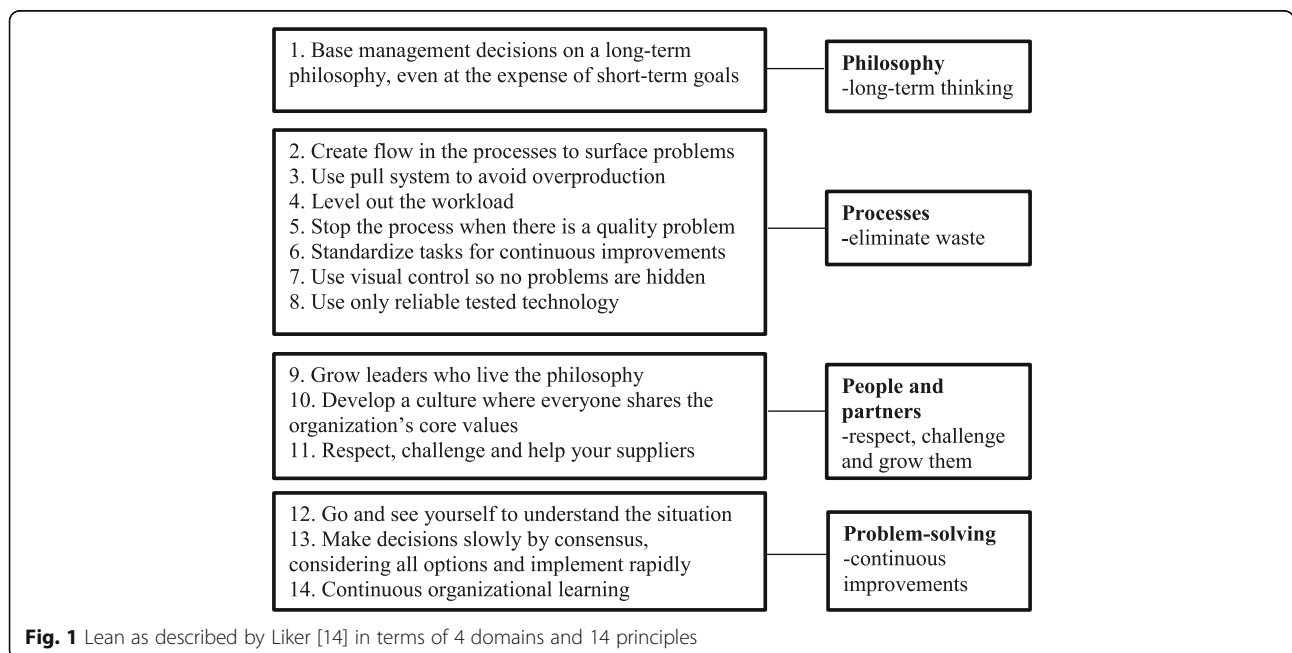 1. Base management decisions on a long-term
philosophy, even at the expense of short-term goals
Philosophy
-long-term thinking
2. Create flow in the processes to surface problems
3. Use pull system to avoid overproduction
4. Level out the workload
5. Stop the process when there is a quality problem
6. Standardize tasks for continuous improvements
7. Use visual control so no problems are hidden
8. Use only reliable tested technology
Processes
-eliminate waste
9. Grow leaders who live the philosophy
10. Develop a culture where everyone shares the
organization's core values
11. Respect, challenge and help your suppliers
People and
partners
-respect, challenge
and grow them
12. Go and see yourself to understand the situation
13. Make decisions slowly by consensus,
considering all options and implement rapidly
14. Continuous organizational learning
Problem-solving
-continuous
improvements
Fig. 1 Lean as described by Liker [14] in terms of 4 domains and 14 principles